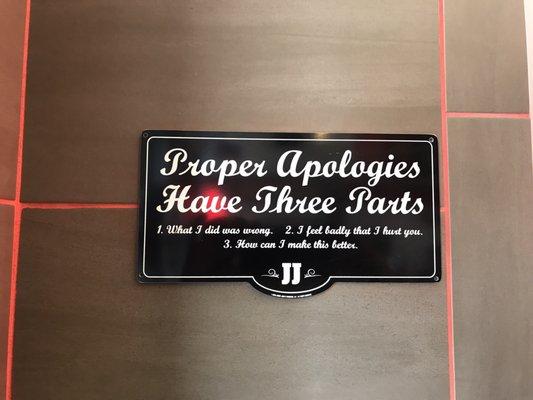 Proper Apologies
Have Three Parts
1. What I did was wrong. 2. I feel badly that I hurt you.
3. How can I make this better.
JJ